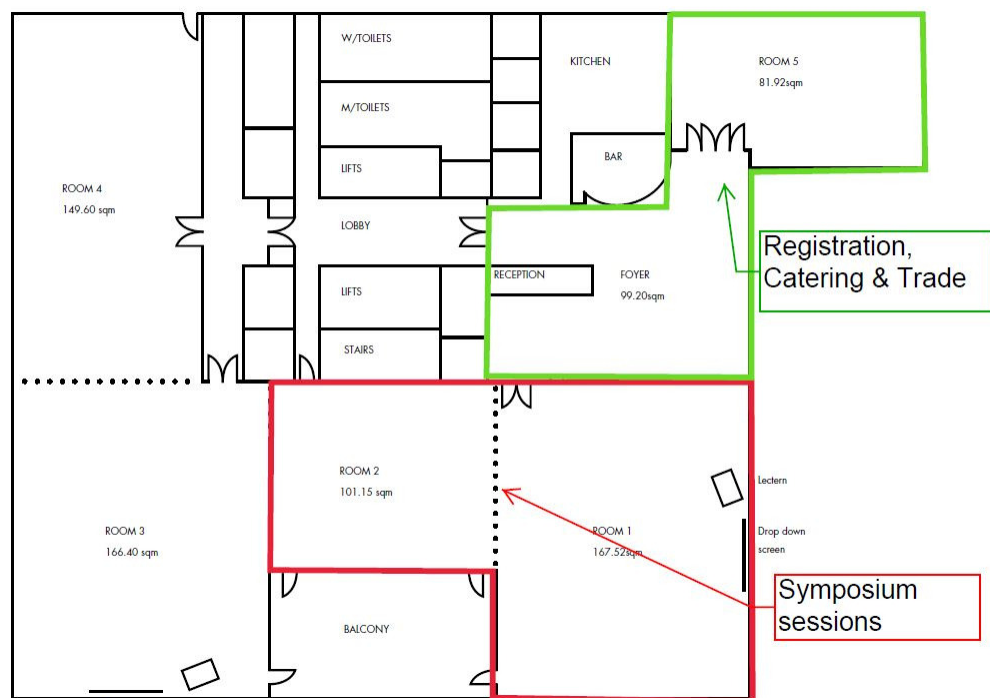 W/TOILETS
KITCHEN
ROOM 5
81.92sqm
M/TOILETS
BAR
LIFTS
ROOM 4
149.60 sqm
LOBBY
Registration,
Catering & Trade
RECEPTION
FOYER
99.20sqm
LIFTS
STAIRS
ROOM 2
101.15 sqm
Lectern
ROOM 3
166.40 sqm
ROOM 1
167.52sqm
Drop down
screen
Symposium
sessions
BALCONY